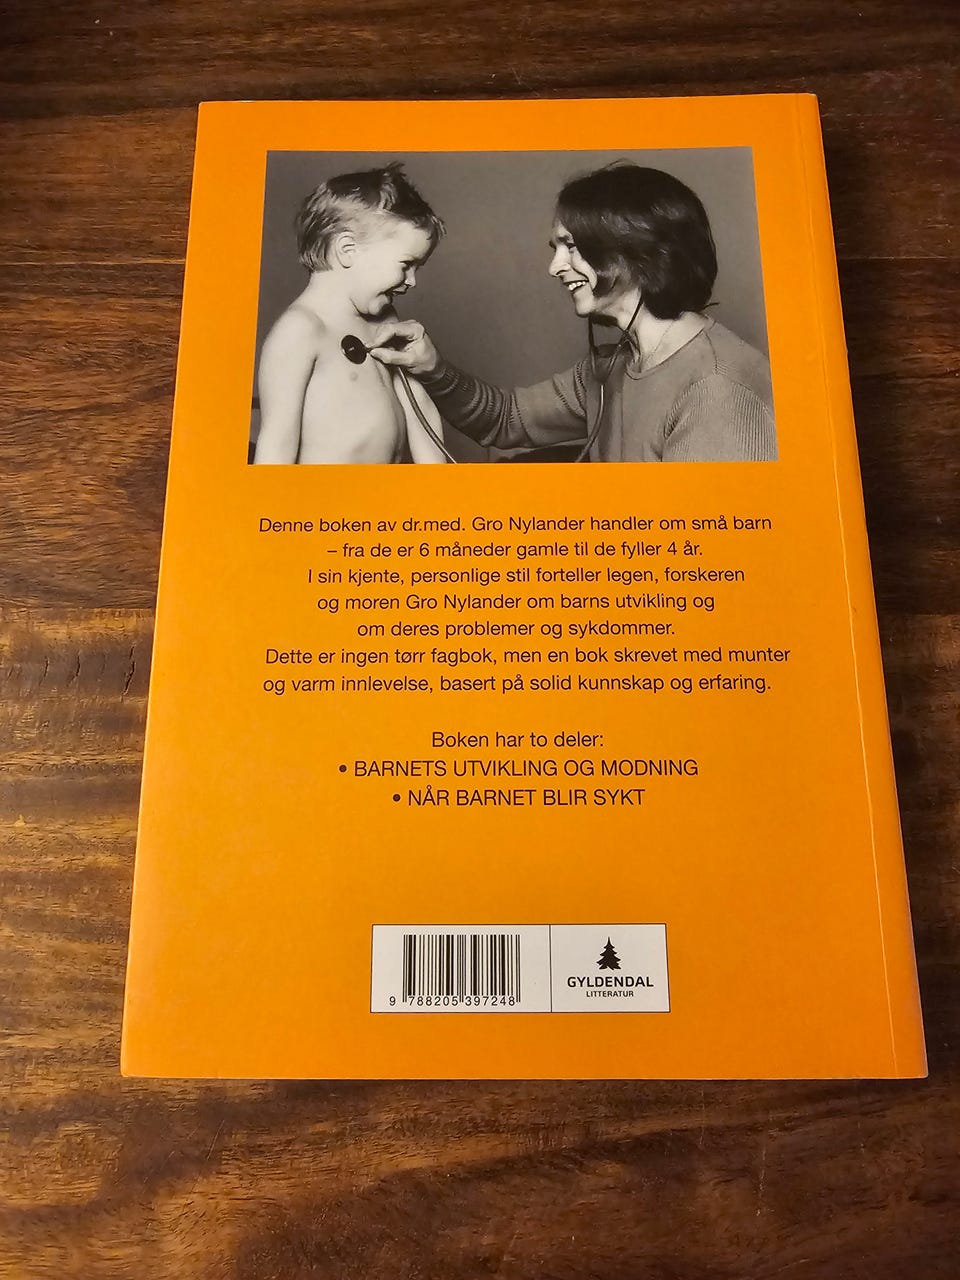 Denne boken av dr.med. Gro Nylander handler om små barn
– fra de er 6 måneder gamle til de fyller 4 år.
I sin kjente, personlige stil forteller legen, forskeren
og moren Gro Nylander om barns utvikling og
om deres problemer og sykdommer.
Dette er ingen tørr fagbok, men en bok skrevet med munter
og varm innlevelse, basert på solid kunnskap og erfaring.
Boken har to deler:
• BARNETS UTVIKLING OG MODNING
• NÅR BARNET BLIR SYKT
9 788205 397248
GYLDENDAL
LITTERATUR